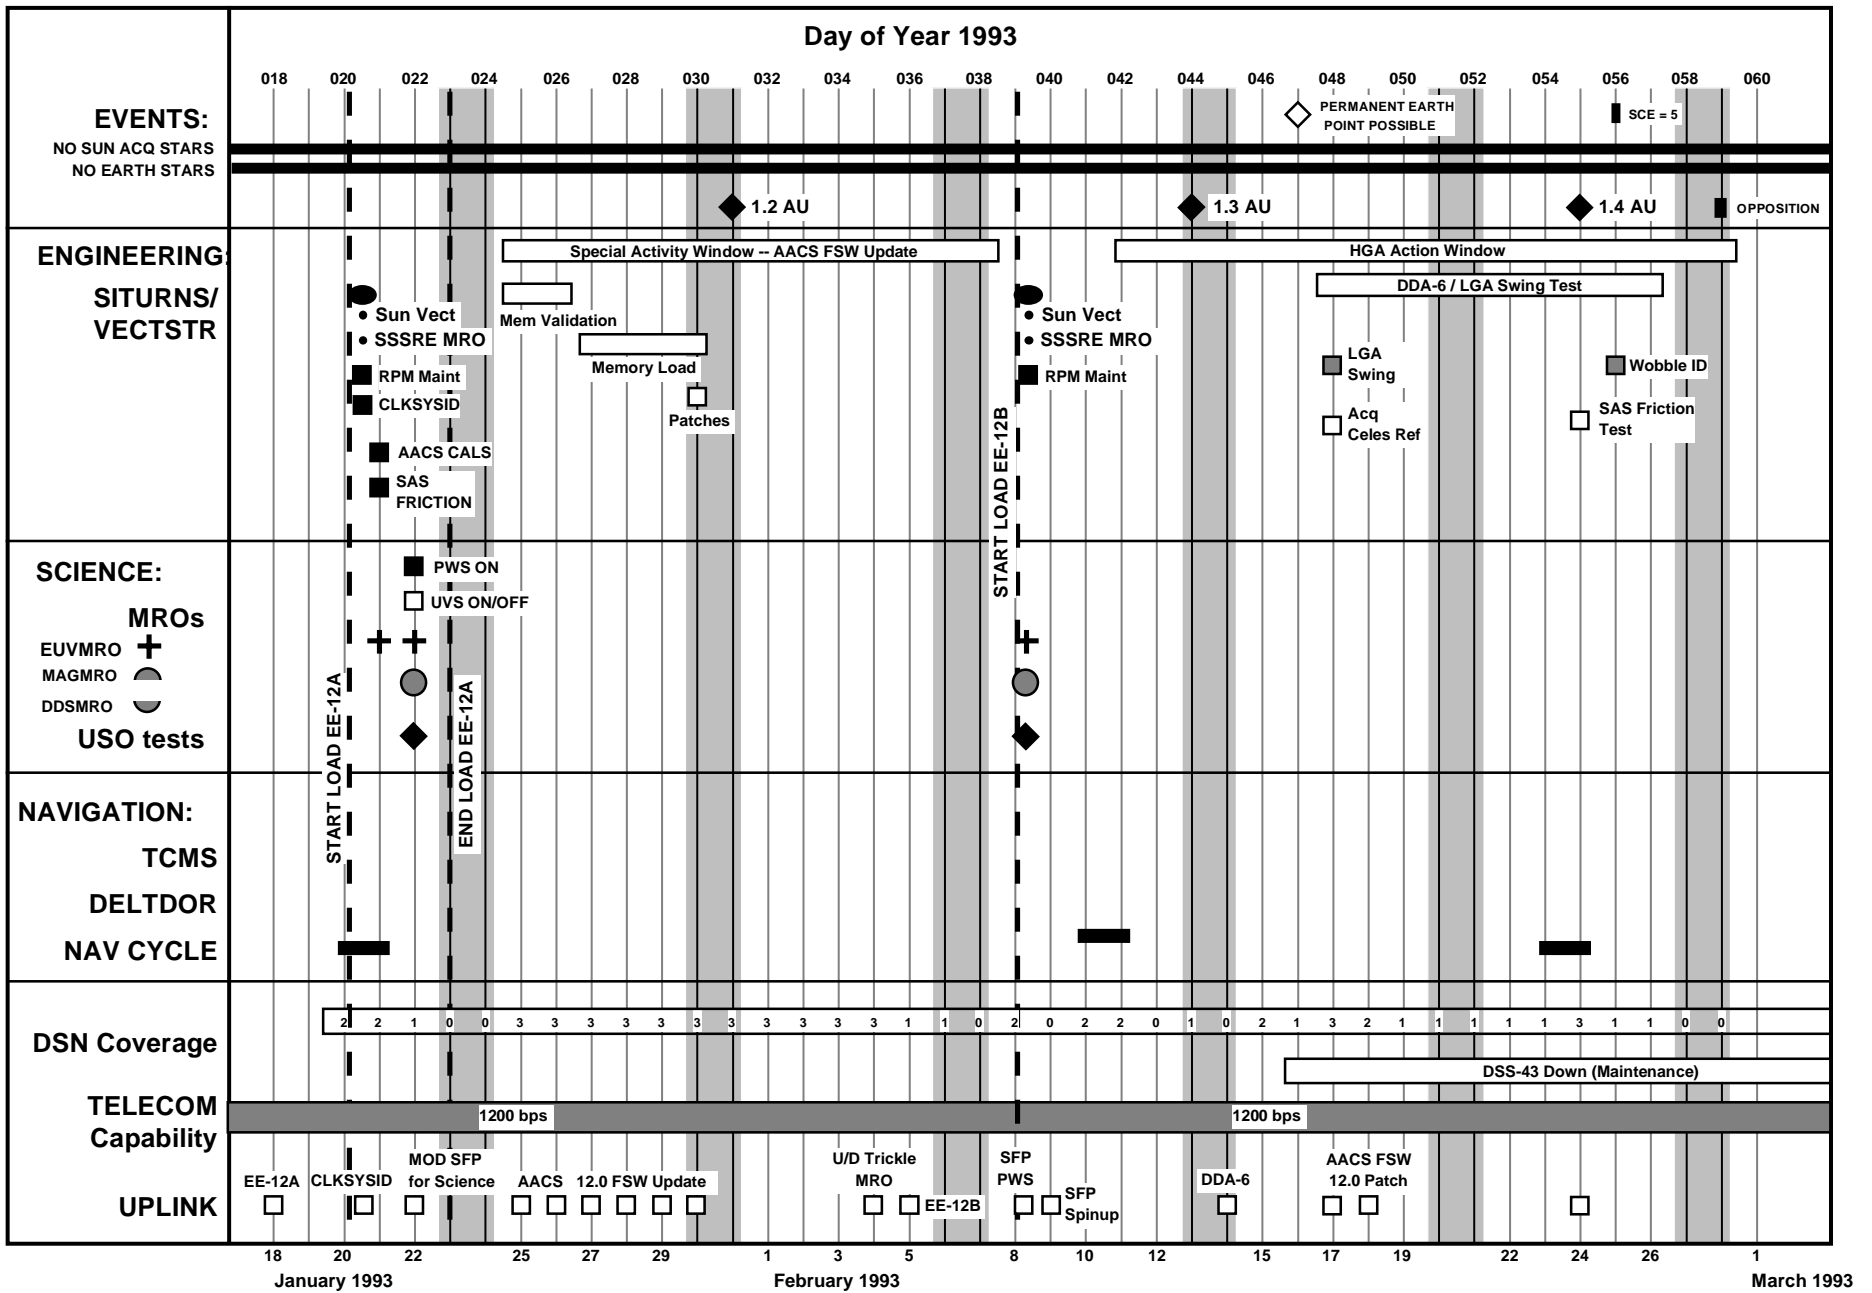 Day of Year 1993
018 020 022 024 026 028 030 032 034 036 038 040 042 044 046 048 050 052 054 056 058 060
EVENTS:
PERMANENT EARTH
POINT POSSIBLE
SCE = 5
NO SUN ACQ STARS
NO EARTH STARS
1.2 AU
1.3 AU
1.4 AU
OPPOSITION
ENGINEERING:
Special Activity Window -- AACS FSW Update
HGA Action Window
SITURNS/
VECTSTR
DDA-6 / LGA Swing Test
• Sun Vect
• SSSRE MRO
Mem Validation
Memory Load
Patches
RPM Maint
CLKSYSID
AACS CALS
SAS
FRICTION
• Sun Vect
• SSSRE MRO
RPM Maint
LGA
Swing
Acq
Celes Ref
Wobble ID
SAS Friction
Test
START LOAD EE-12B
SCIENCE:
PWS ON
UVS ON/OFF
MROs
EUVMRO
MAGMRO
DDSMRO
USO tests
START LOAD EE-12A
END LOAD EE-12A
NAVIGATION:
TCMS
DELTDOR
NAV CYCLE
DSN Coverage
2 2 1 0 0 3 3 3 3 3 3 3 3 3 3 3 1 1 0 2 0 2 2 0 1 0 2 1 3 2 1 1 1 1 1 3 1 1 0 0
DSS-43 Down (Maintenance)
TELECOM
Capability
1200 bps
1200 bps
UPLINK
EE-12A
CLKSYSID
MOD SFP
for Science
AACS 12.0 FSW Update
U/D Trickle
MRO
EE-12B
SFP
PWS
SFP
Spinup
DDA-6
AACS FSW
12.0 Patch
18 20 22 25 27 29 1 3 5 8 10 12 15 17 19 22 24 26 1
January 1993
February 1993
March 1993